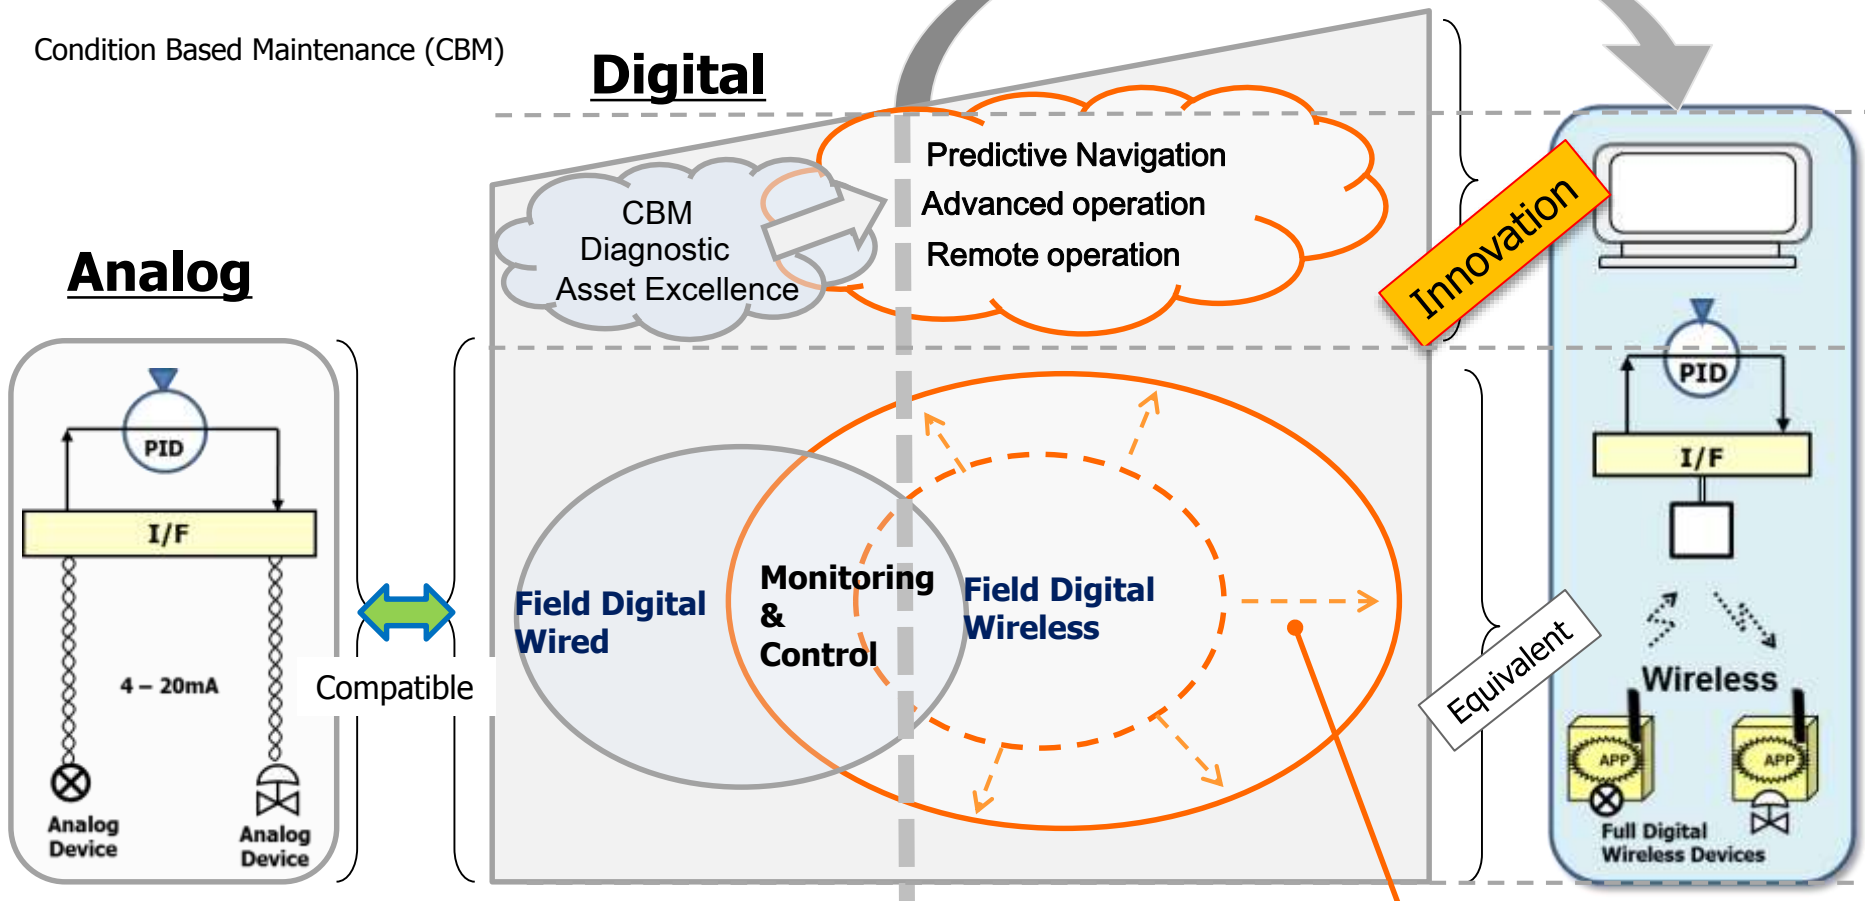 Condition Based Maintenance (CBM)
Digital
Analog
CBM
Diagnostic
Asset Excellence
Predictive Navigation
Advanced operation
Remote operation
Innovation
PID
I/F
4 – 20mA
Analog
Device
Analog
Device
Compatible
Field Digital
Wired
Monitoring
&
Control
Field Digital
Wireless
Equivalent
PID
I/F
Wireless
APP
APP
Full Digital
Wireless Devices